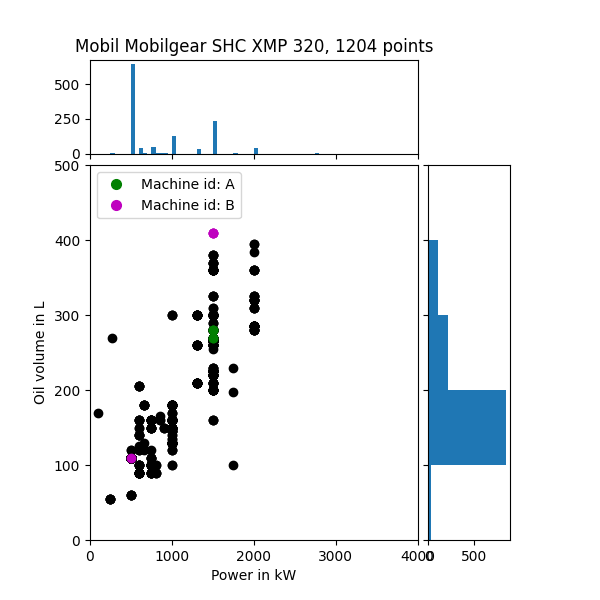 Mobil Mobilgear SHC XMP 320, 1204 points
500
250
0
500
Machine id: A
Machine id: B
400
300
200
100
0
Oil volume in L
0 1000 2000 3000 4000
0 500
Power in kW